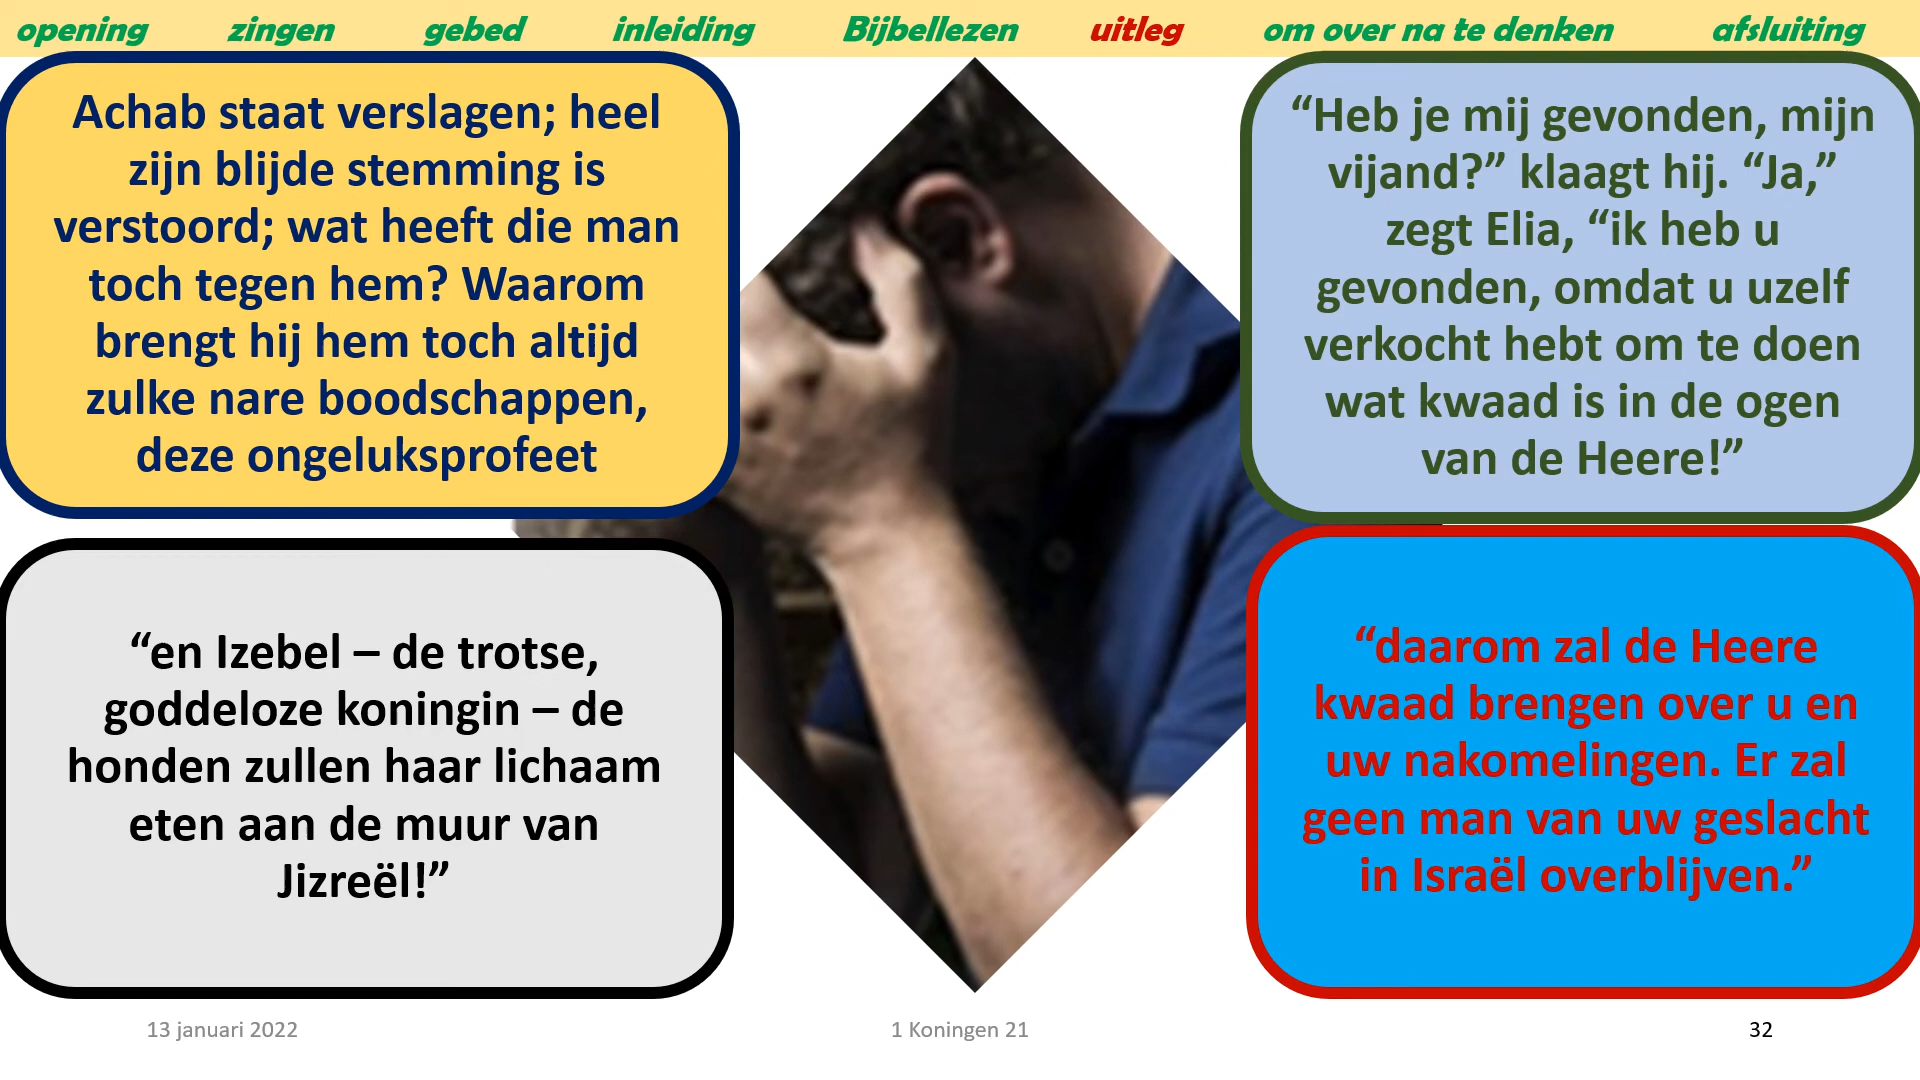 opening zingen gebed inleiding Bijbellezen uitleg om over na te denken afsluiting
Achab staat verslagen; heel
zijn blijde stemming is
verstoord; wat heeft die man
toch tegen hem? Waarom
brengt hij hem toch altijd
zulke nare boodschappen,
deze ongeluksprofeet
“Heb je mij gevonden, mijn
vijand?” klaagt hij. “Ja,”
zegt Elia, “ik heb u
gevonden, omdat u uzelf
verkocht hebt om te doen
wat kwaad is in de ogen
van de Heere!”
“en Izebel – de trotse,
goddeloze koningin – de
honden zullen haar lichaam
eten aan de muur van
Jizreël!”
“daarom zal de Heere
kwaad brengen over u en
uw nakomelingen. Er zal
geen man van uw geslacht
in Israël overblijven.”
13 januari 2022 1 Koningen 21 32